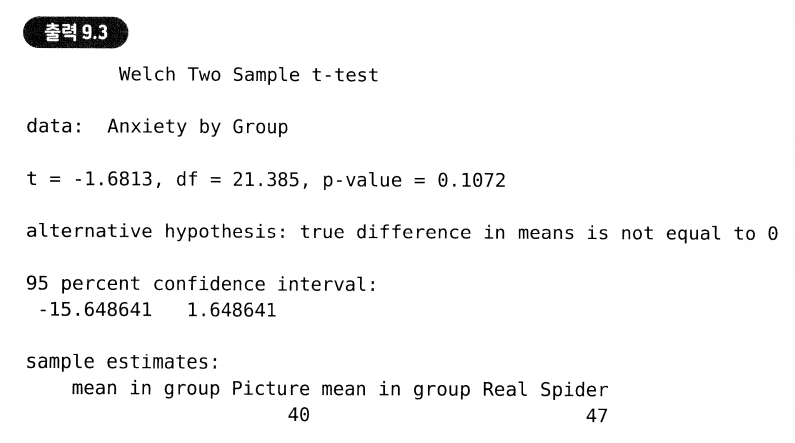 출력 9.3
Welch Two Sample t-test
data:  Anxiety by Group
t = -1.6813, df = 21.385, p-value = 0.1072
alternative hypothesis: true difference in means is not equal to 0
95 percent confidence interval:
-15.648641   1.648641
sample estimates:
mean in group Picture mean in group Real Spider
40                       47